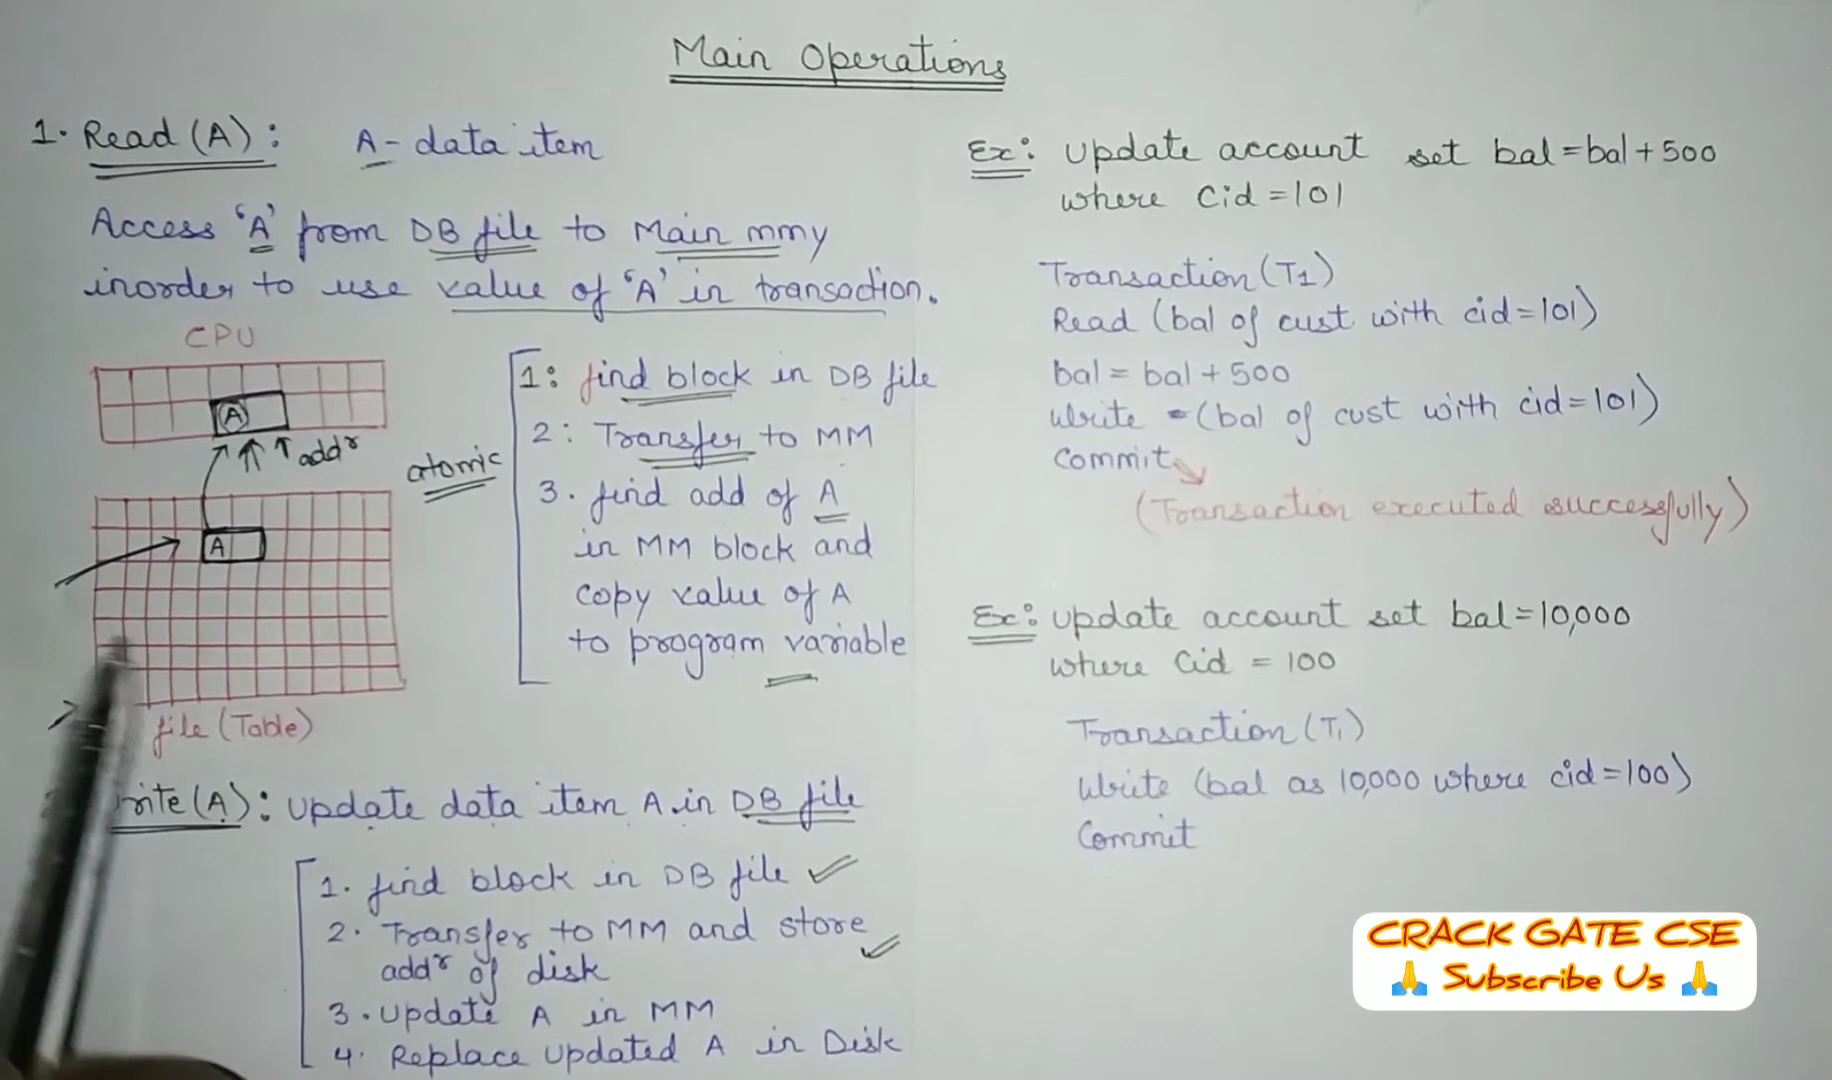 Main Operations
1. Read (A): A - data item
Access 'A' from DB file to Main mmy
inorder to use value of 'A' in transaction.
CPU
A
addr
A
file (Table)
atomic
1: find block in DB file
2: Transfer to MM
3. find add of A
in MM block and
copy value of A
to program variable
rite(A): update data item A in DB file
1. find block in DB file
2. Transfer to MM and store
addr of disk
3. update A in MM
4. Replace updated A in Disk
Ex: update account set bal=bal+500
where Cid=101
Transaction (T1)
Read (bal of cust with cid=101)
bal = bal + 500
write (bal of cust with cid=101)
Commit
(Transaction executed successfully)
Ex: update account set bal=10,000
where Cid = 100
Transaction (T1)
Write (bal as 10,000 where cid=100)
Commit
CRACK GATE CSE
🙏 Subscribe Us 🙏